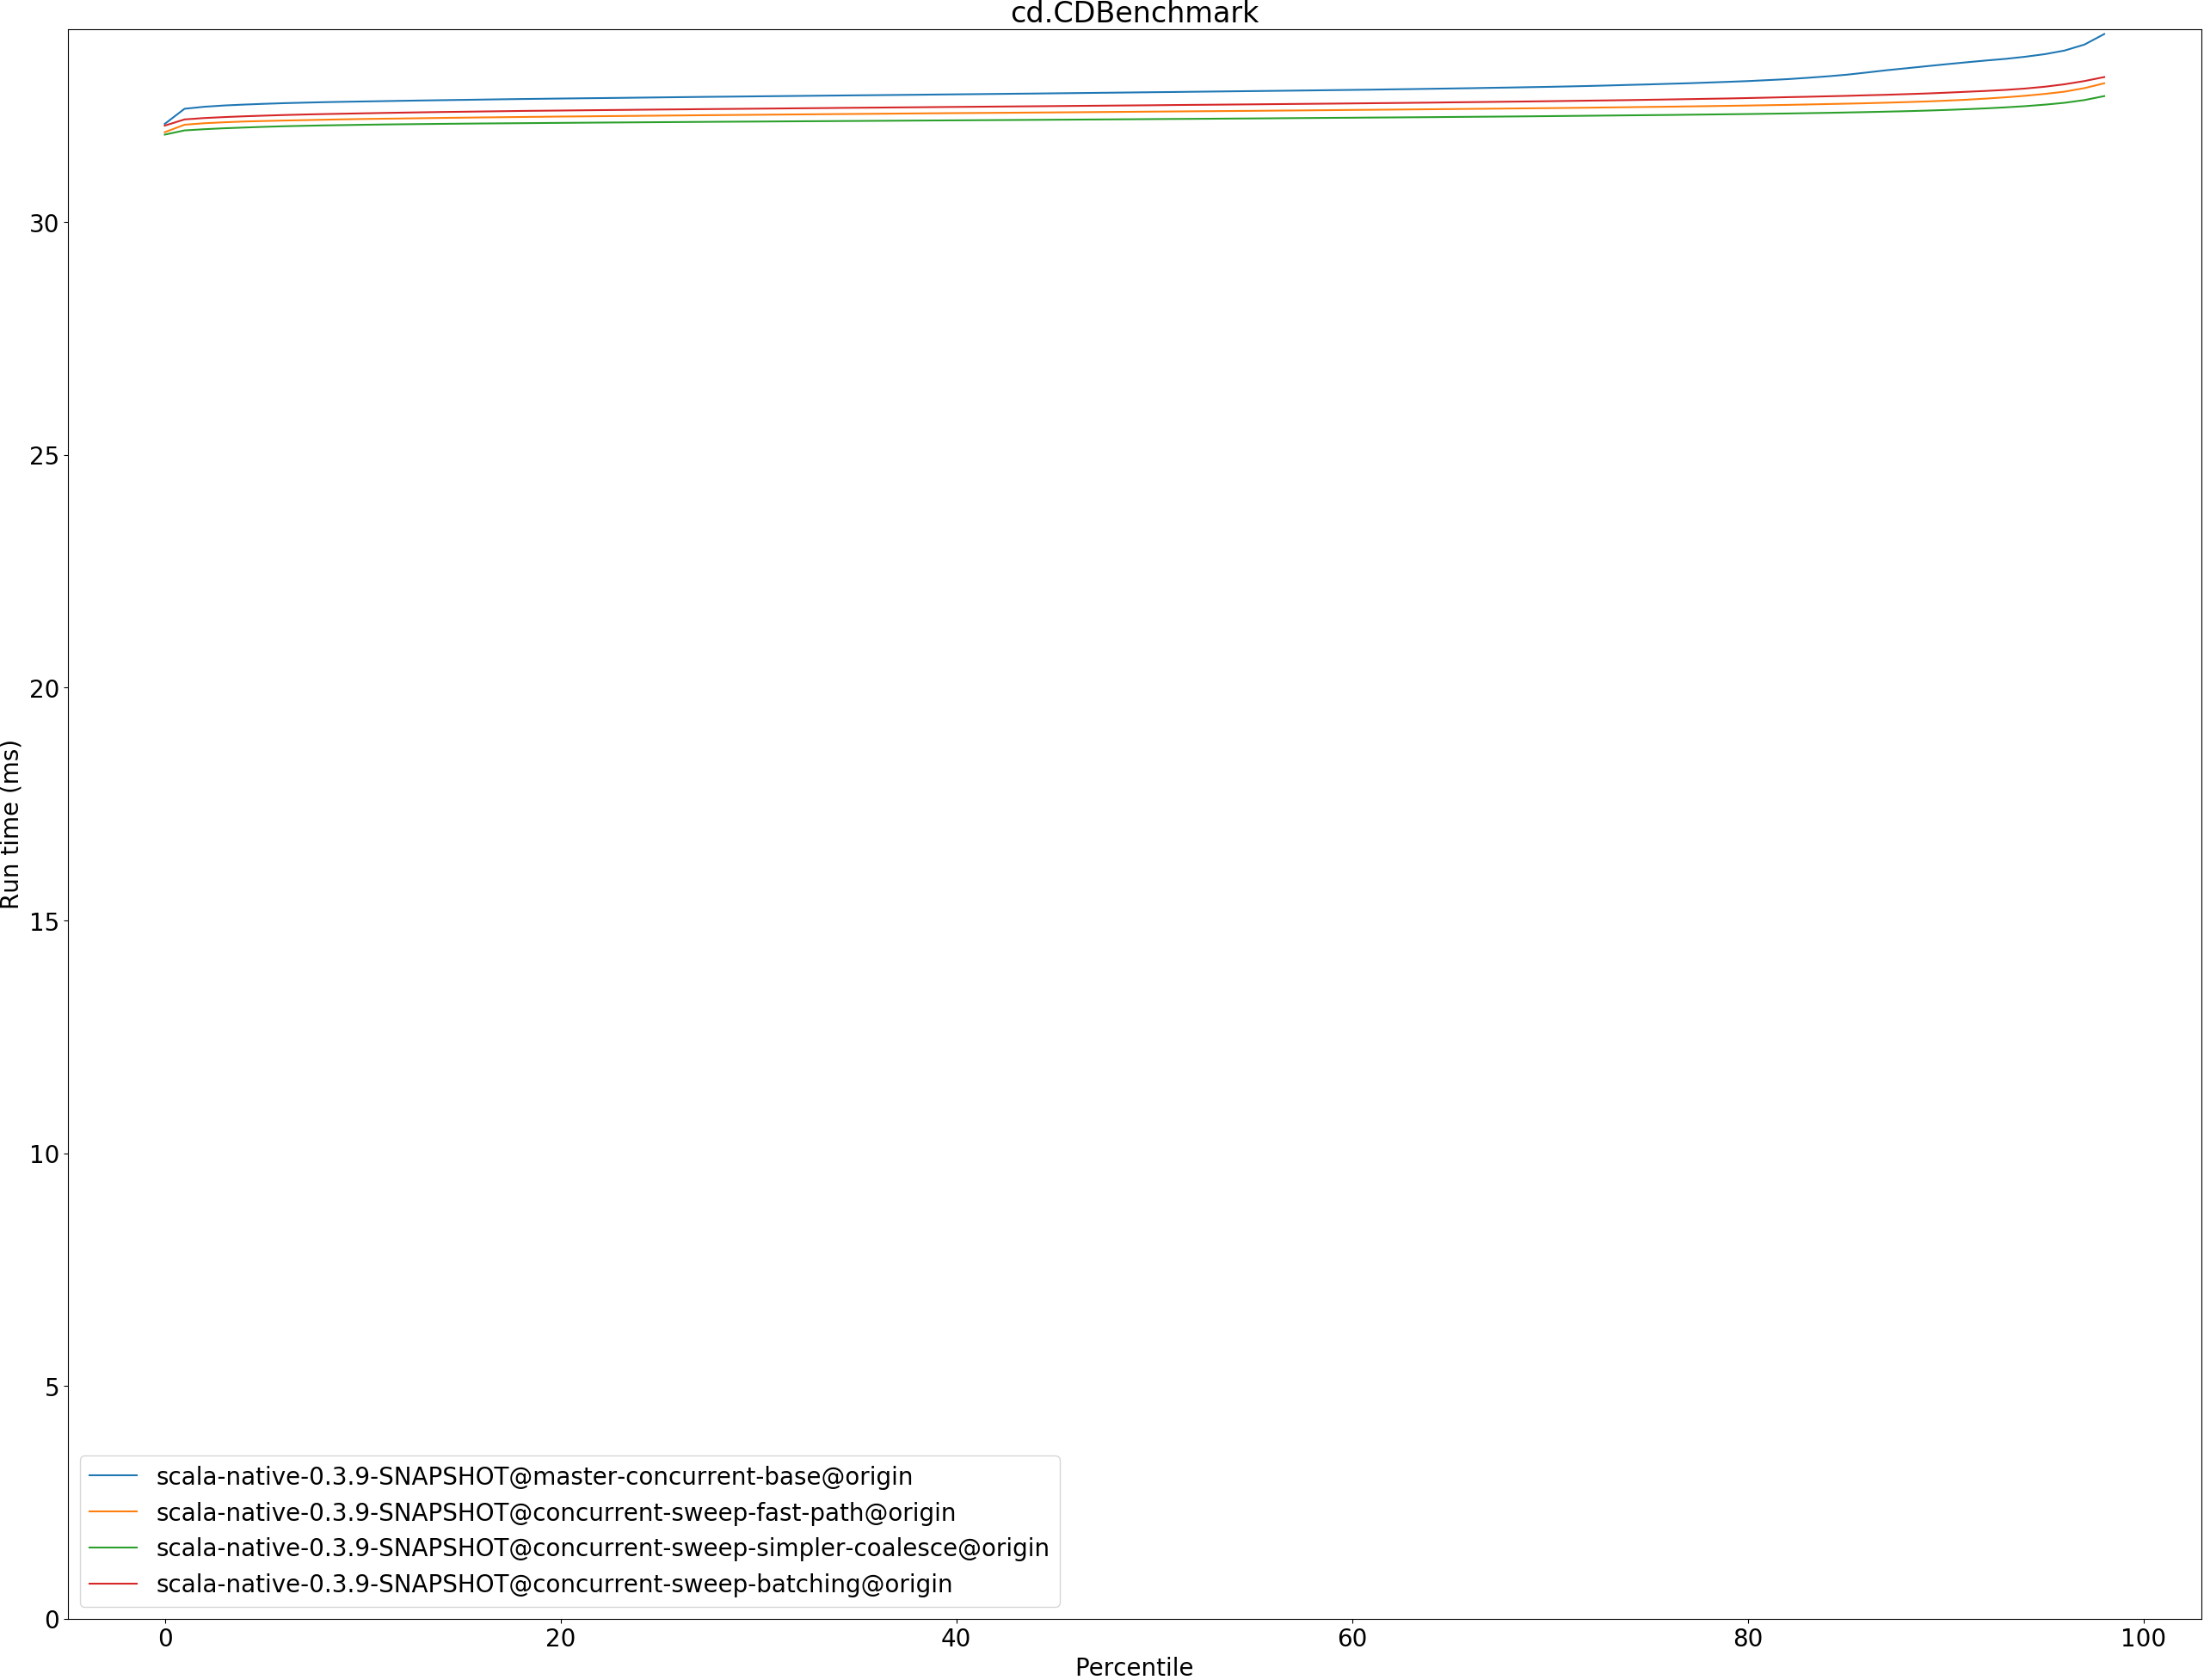 cd.CDBenchmark
Run time (ms)
30
25
20
15
10
5
0
scala-native-0.3.9-SNAPSHOT@master-concurrent-base@origin
scala-native-0.3.9-SNAPSHOT@concurrent-sweep-fast-path@origin
scala-native-0.3.9-SNAPSHOT@concurrent-sweep-simpler-coalesce@origin
scala-native-0.3.9-SNAPSHOT@concurrent-sweep-batching@origin
0 20 40 60 80 100
Percentile